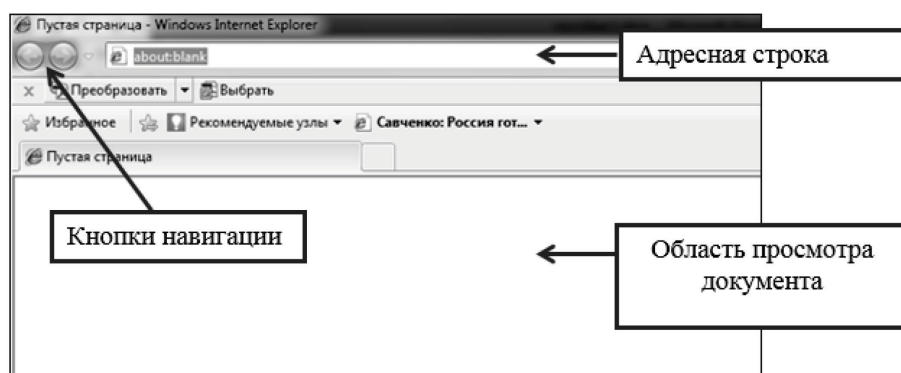 Пустая страница - Windows Internet Explorer
about:blank
Адресная строка
x Преобразовать Выбрать
Избранное Рекомендуемые узлы Савченко: Россия гот...
Пустая страница
Кнопки навигации
Область просмотра
документа